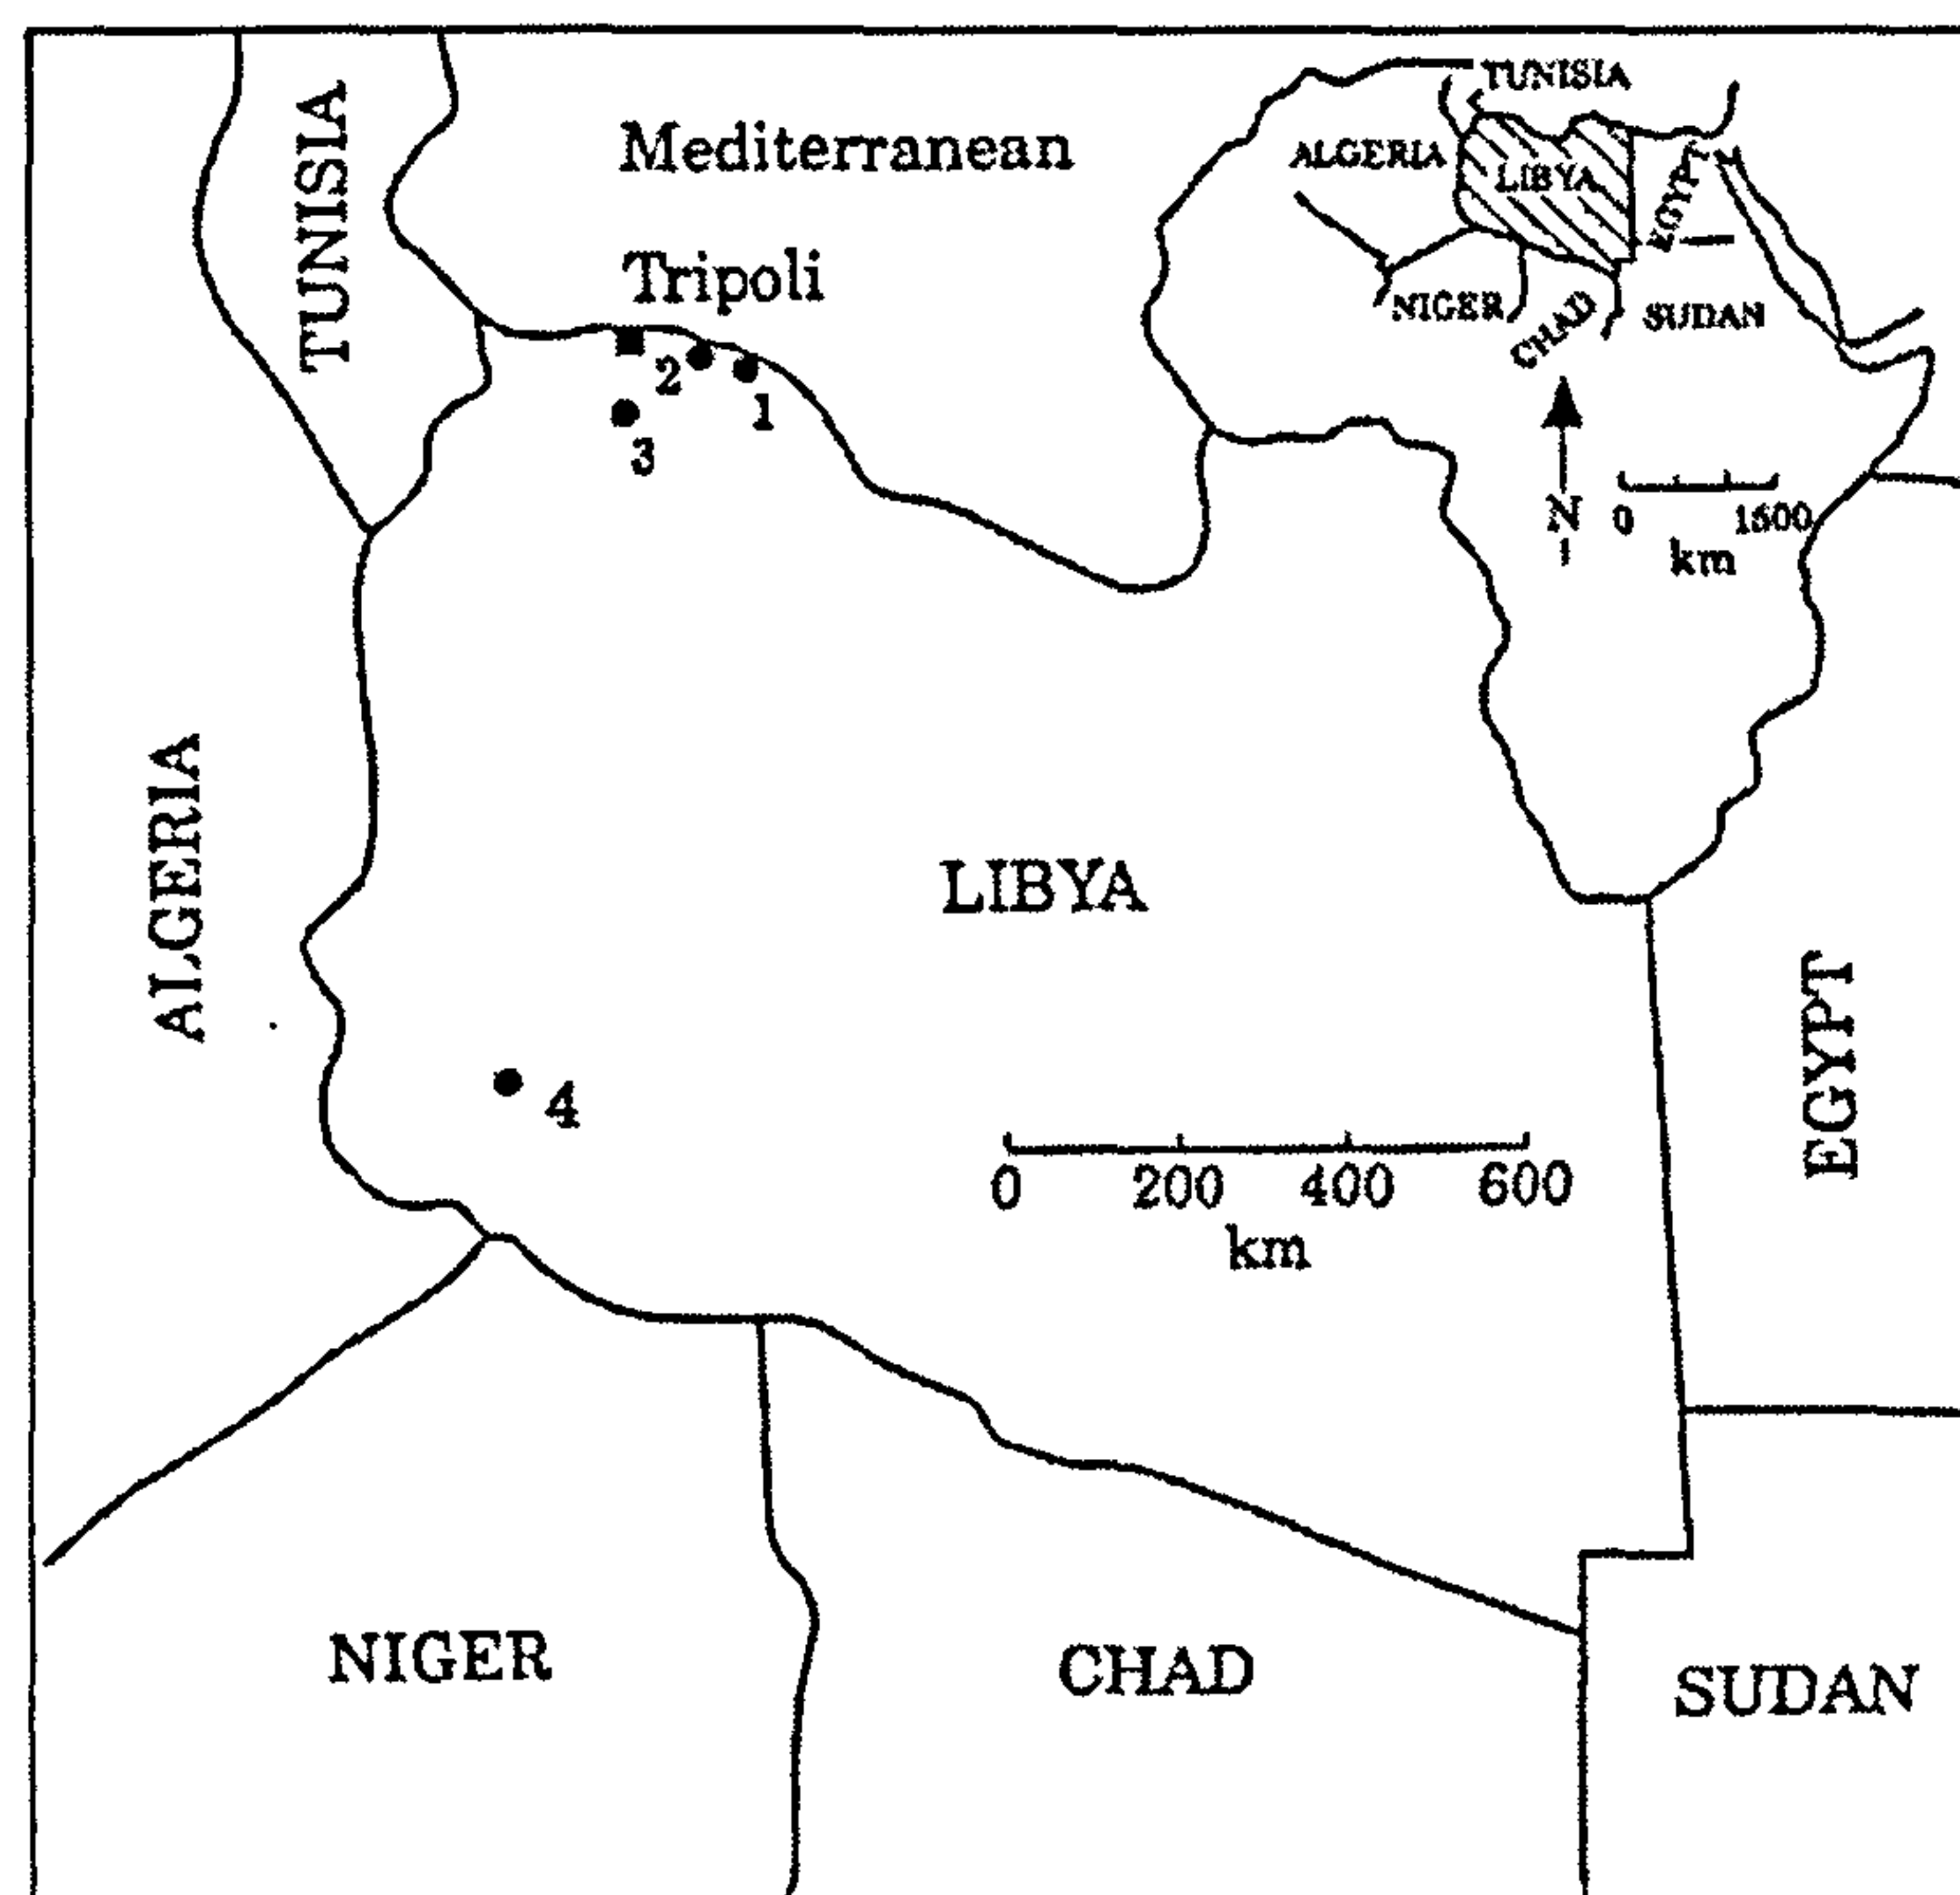 TUNISIA
Mediterranean
Tripoli
2
1
3
TUNISIA
ALGERIA
LIBYA
EGYPT
NIGER
CHAD
SUDAN
N
0 1500
km
ALGERIA
LIBYA
EGYPT
4
0 200 400 600
km
NIGER
CHAD
SUDAN